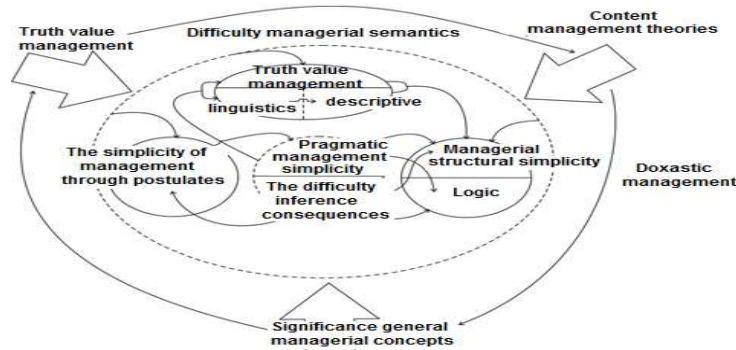 Truth value
management
Difficulty managerial semantics
Content
management theories
Truth value
management
linguistics
descriptive
The simplicity of
management
through postulates
Pragmatic
management
simplicity
The difficulty
inference
consequences
Managerial
structural simplicity
Logic
Doxastic
management
Significance general
managerial concepts